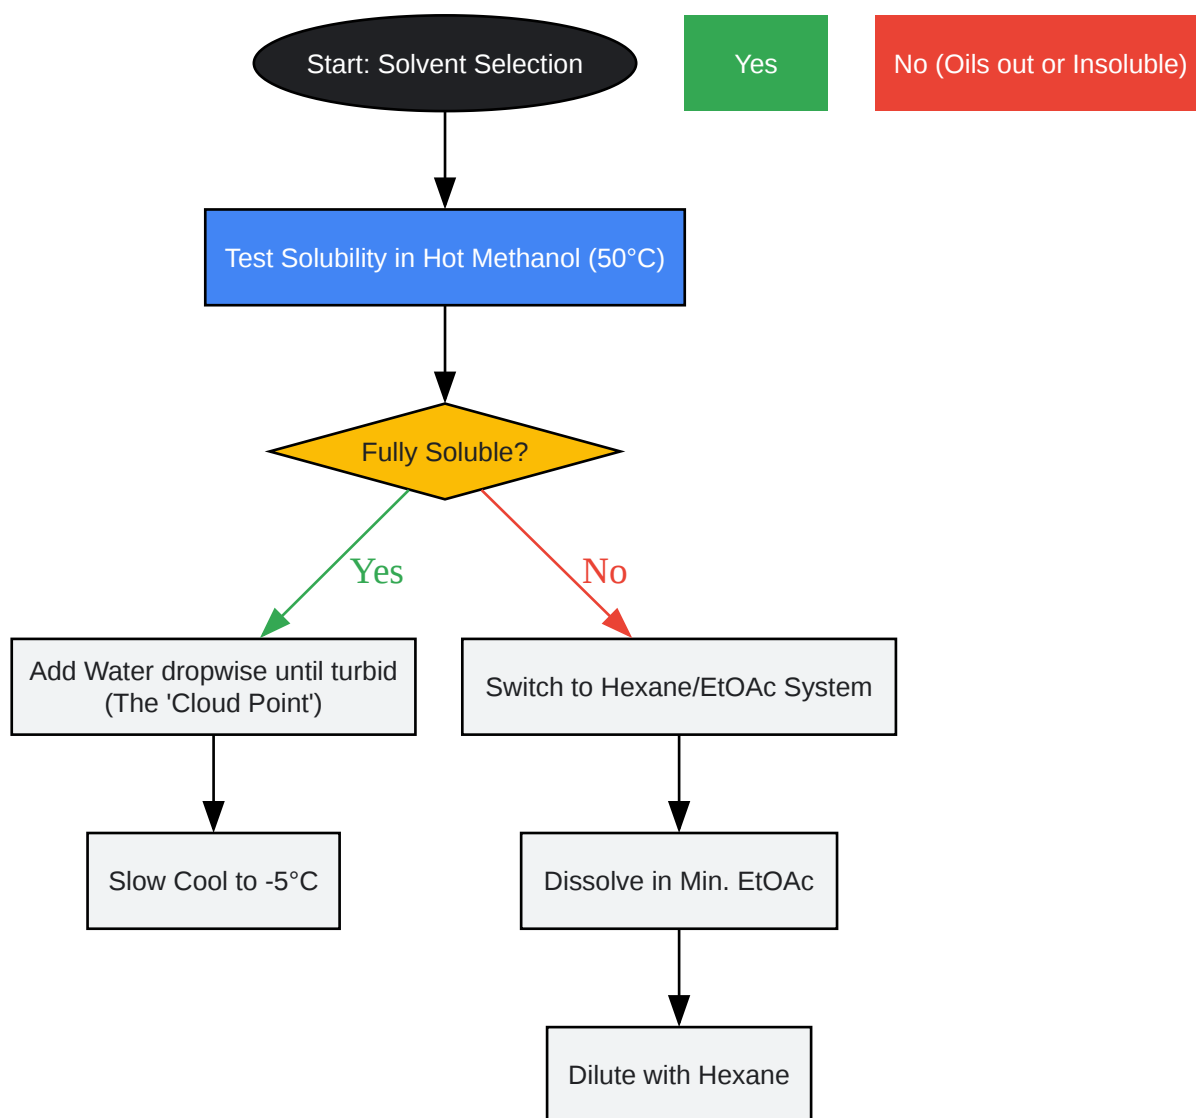 Start: Solvent Selection
Yes
No (Oils out or Insoluble)
Test Solubility in Hot Methanol (50°C)
Fully Soluble?
Yes
No
Add Water dropwise until turbid
(The 'Cloud Point')
Switch to Hexane/EtOAc System
Slow Cool to -5°C
Dissolve in Min. EtOAc
Dilute with Hexane